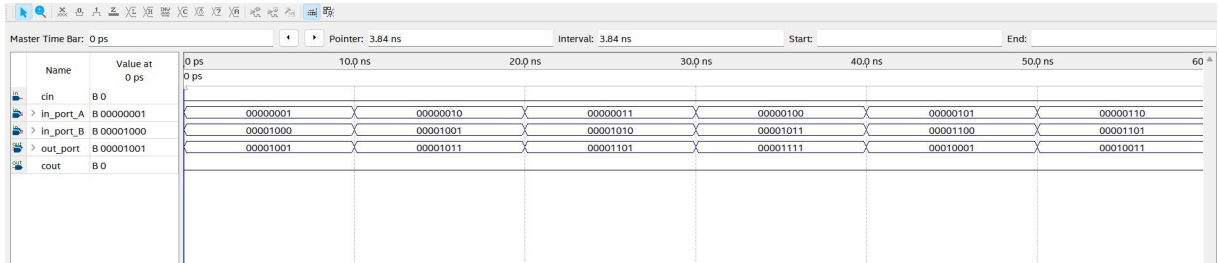 Master Time Bar: 0 ps Pointer: 3.84 ns Interval: 3.84 ns Start: End:
Name Value at 0 ps 0 ps 10.0 ns 20.0 ns 30.0 ns 40.0 ns 50.0 ns 60
0 ps
cin B 0
in_port_A B 00000001 00000001 00000010 00000011 00000100 00000101 00000110
in_port_B B 00001000 00001000 00001001 00001010 00001011 00001100 00001101
out_port B 00001001 00001001 00001011 00001101 00001111 00010001 00010011
cout B 0